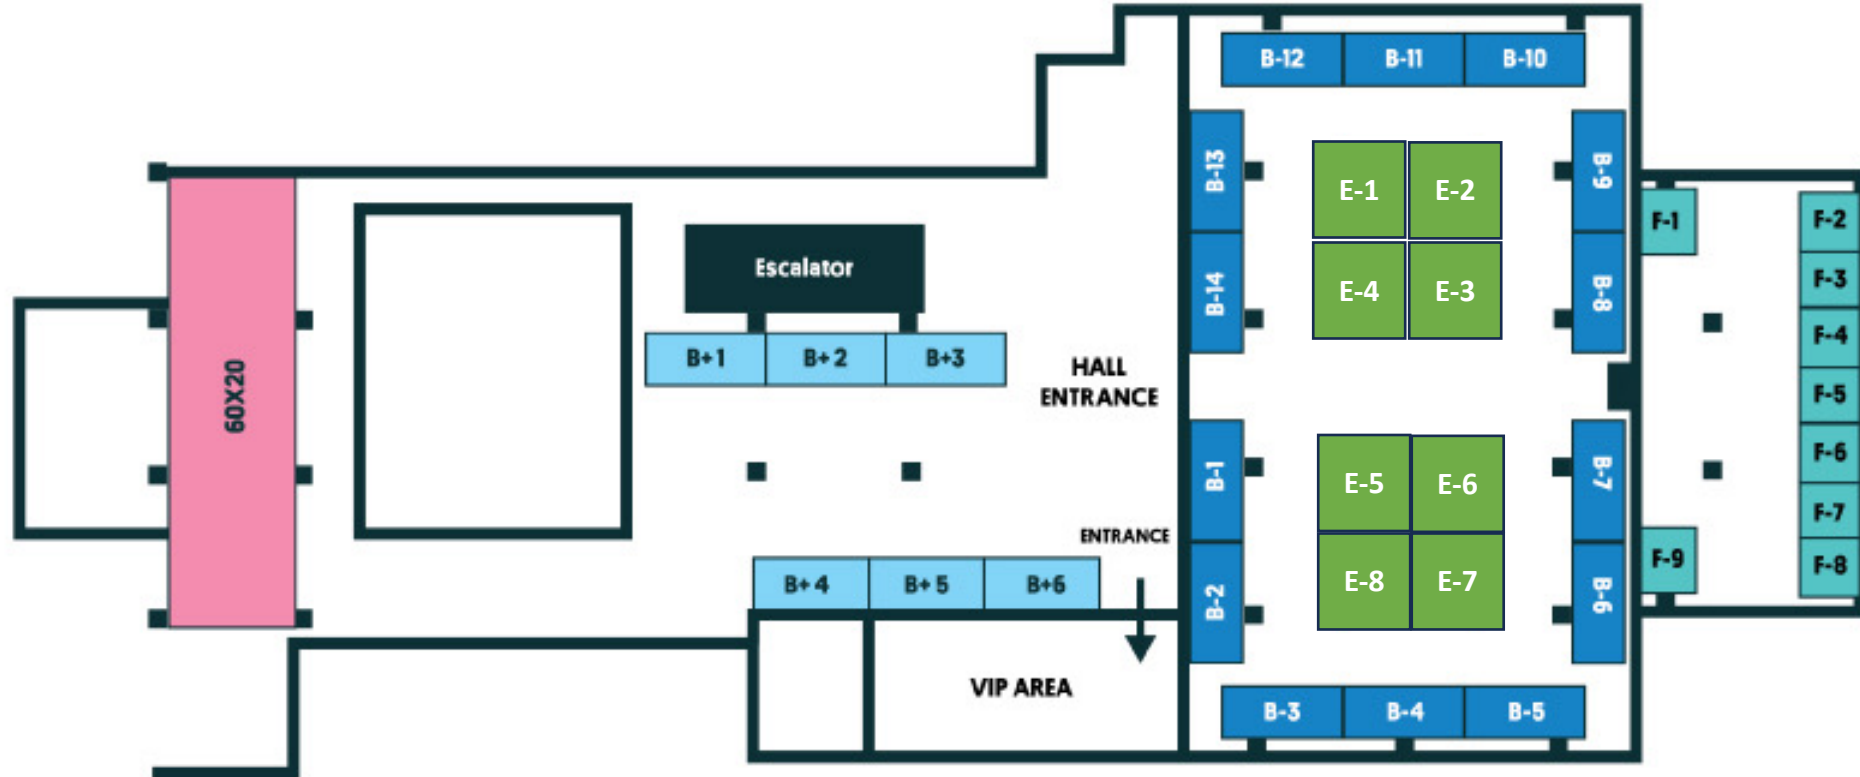 B-12 B-11 B-10
B-13
B-14
E-1 E-2
E-4 E-3
B-9
B-8
F-1
F-2
F-3
F-4
F-5
F-6
F-7
F-8
F-9
Escalator
B+1 B+2 B+3
60X20
HALL
ENTRANCE
ENTRANCE
B+4 B+5 B+6
VIP AREA
B-1
B-2
E-5 E-6
E-8 E-7
B-7
B-6
B-3 B-4 B-5